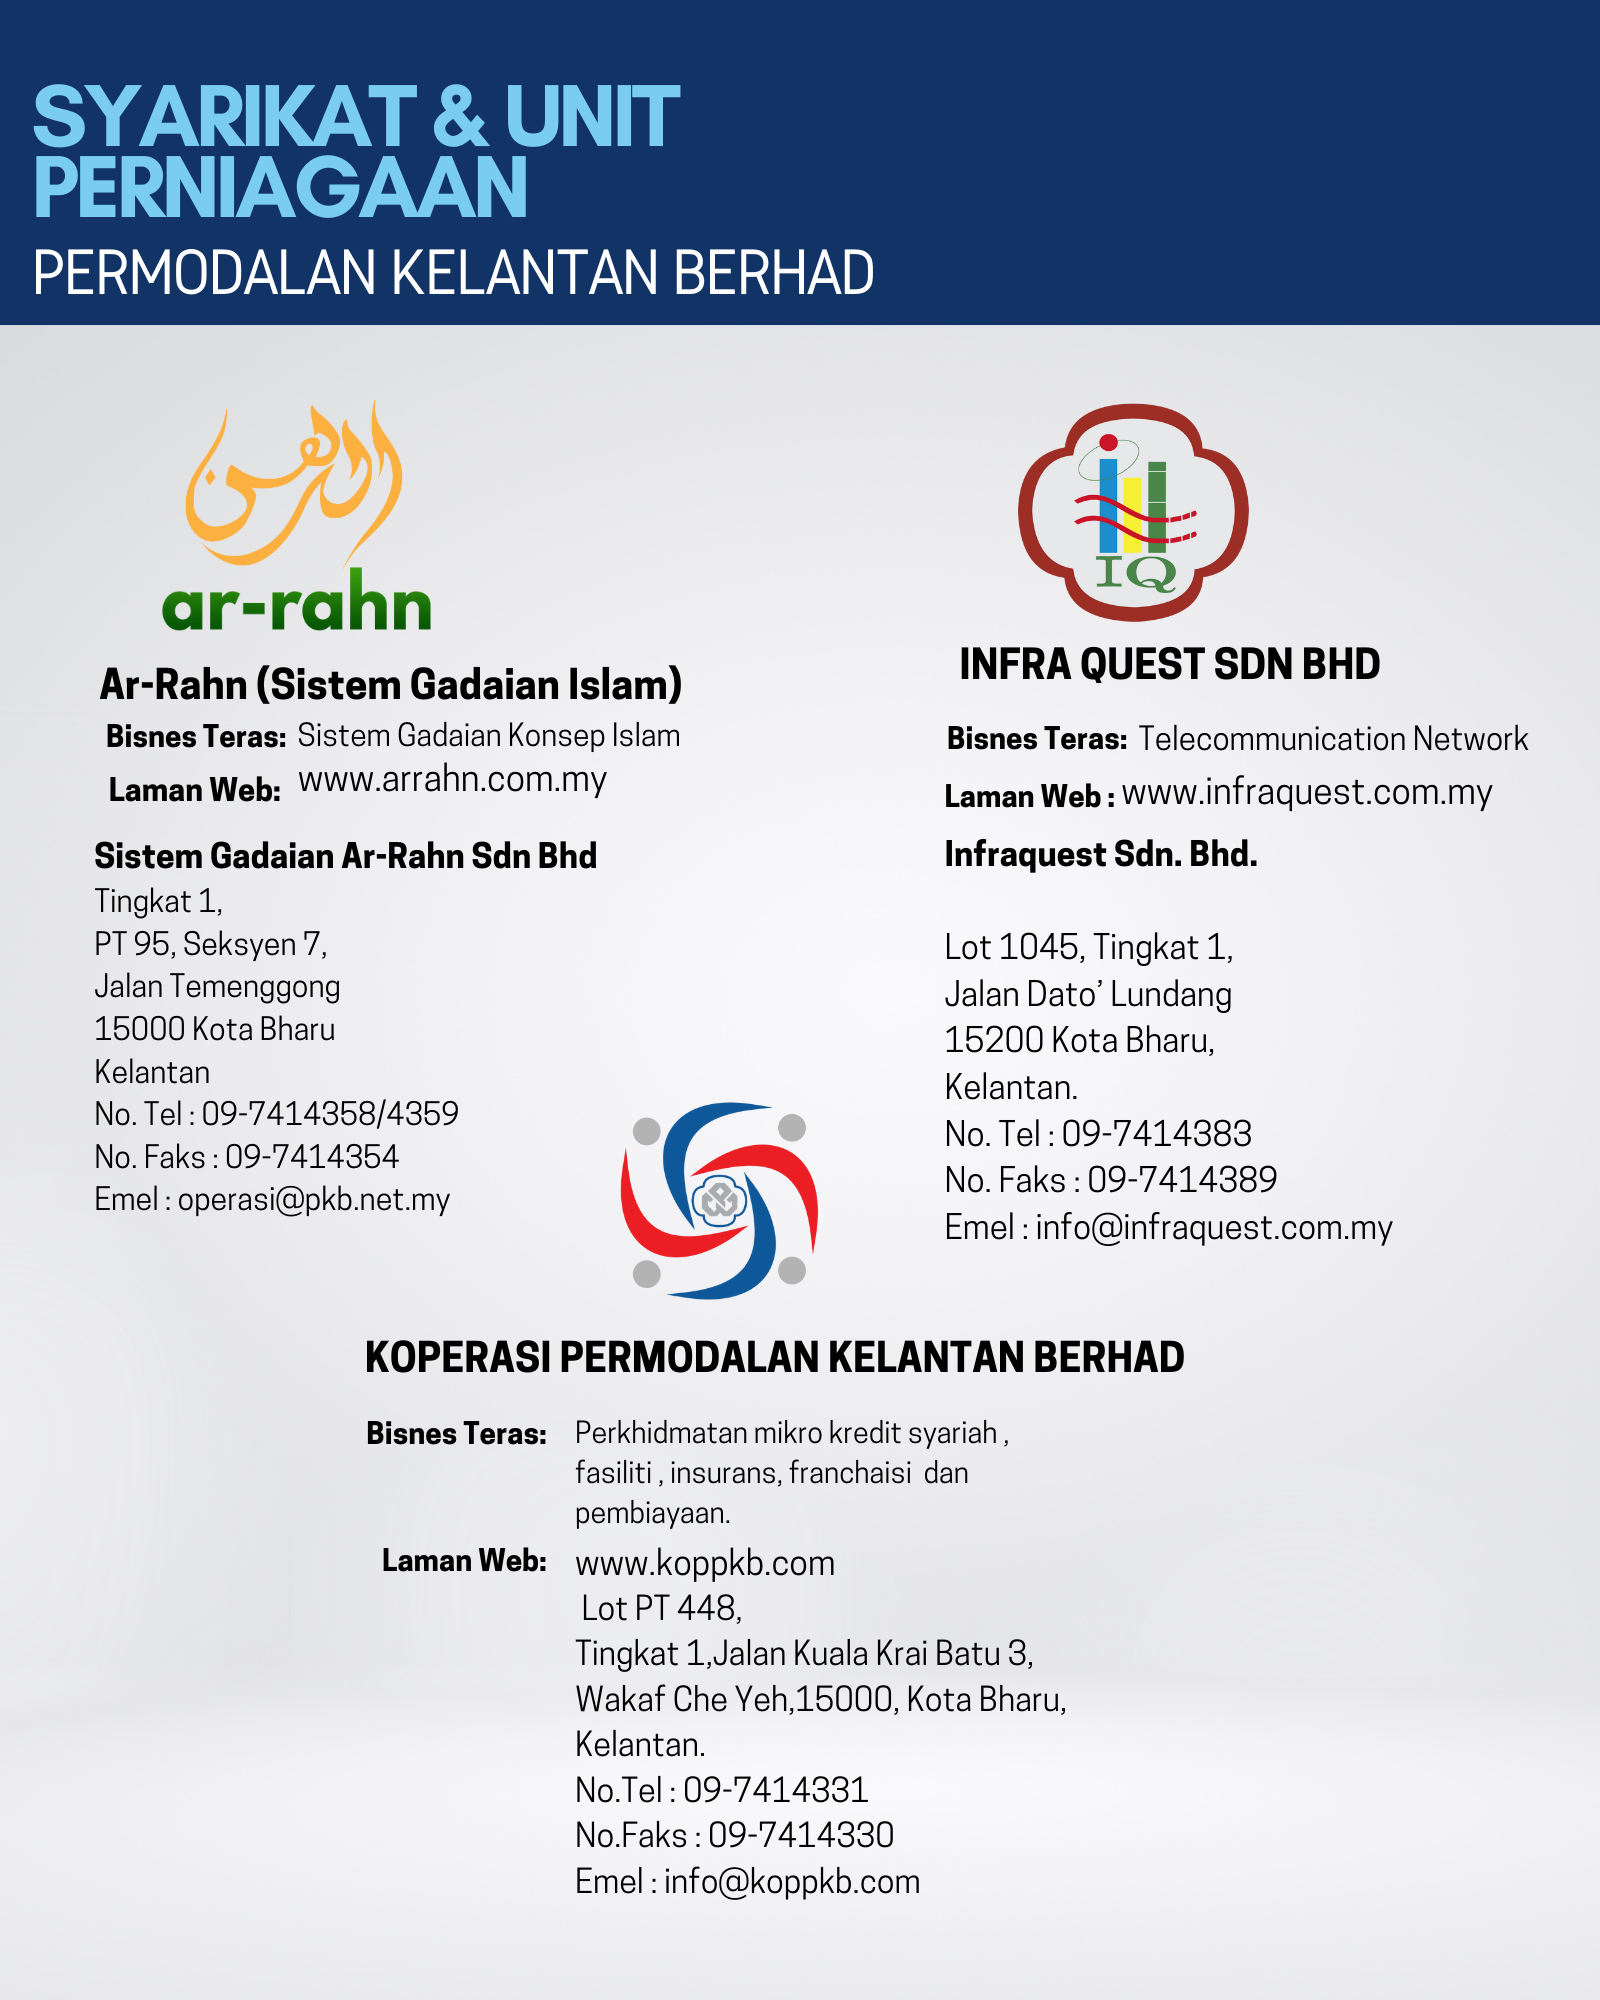 SYARIKAT & UNIT
PERNIAGAAN
PERMODALAN KELANTAN BERHAD
الرهن
ar-rahn
Ar-Rahn (Sistem Gadaian Islam)
Bisnes Teras: Sistem Gadaian Konsep Islam
Laman Web: www.arrahn.com.my
Sistem Gadaian Ar-Rahn Sdn Bhd
Tingkat 1,
PT 95, Seksyen 7,
Jalan Temenggong
15000 Kota Bharu
Kelantan
No. Tel : 09-7414358/4359
No. Faks : 09-7414354
Emel : operasi@pkb.net.my
IQ
INFRA QUEST SDN BHD
Bisnes Teras: Telecommunication Network
Laman Web : www.infraquest.com.my
Infraquest Sdn. Bhd.
Lot 1045, Tingkat 1,
Jalan Dato’ Lundang
15200 Kota Bharu,
Kelantan.
No. Tel : 09-7414383
No. Faks : 09-7414389
Emel : info@infraquest.com.my
KOPERASI PERMODALAN KELANTAN BERHAD
Bisnes Teras: Perkhidmatan mikro kredit syariah ,
fasiliti , insurans, franchaisi dan
pembiayaan.
Laman Web: www.koppkb.com
Lot PT 448,
Tingkat 1,Jalan Kuala Krai Batu 3,
Wakaf Che Yeh,15000, Kota Bharu,
Kelantan.
No.Tel : 09-7414331
No.Faks : 09-7414330
Emel : info@koppkb.com